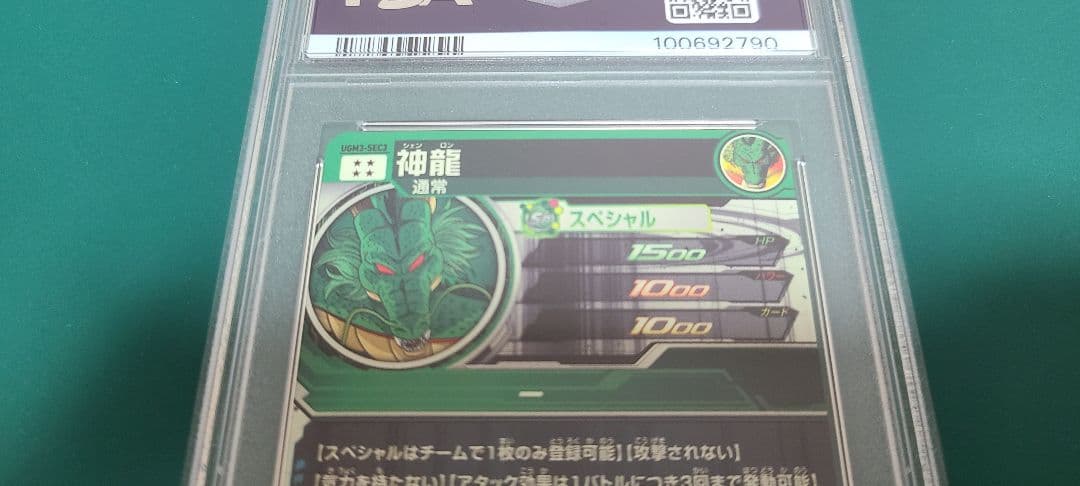 PSA
100692790
UGM3-SEC3
シェン ロン
神龍
通常
スペシャル
1500 HP
1000 パワー
1000 カード
ー
【スペシャルはチームで1枚のみ登録可能】【攻撃されない】
【気力を持たない】【アタック効果は1バトルにつき3回まで発動可能】